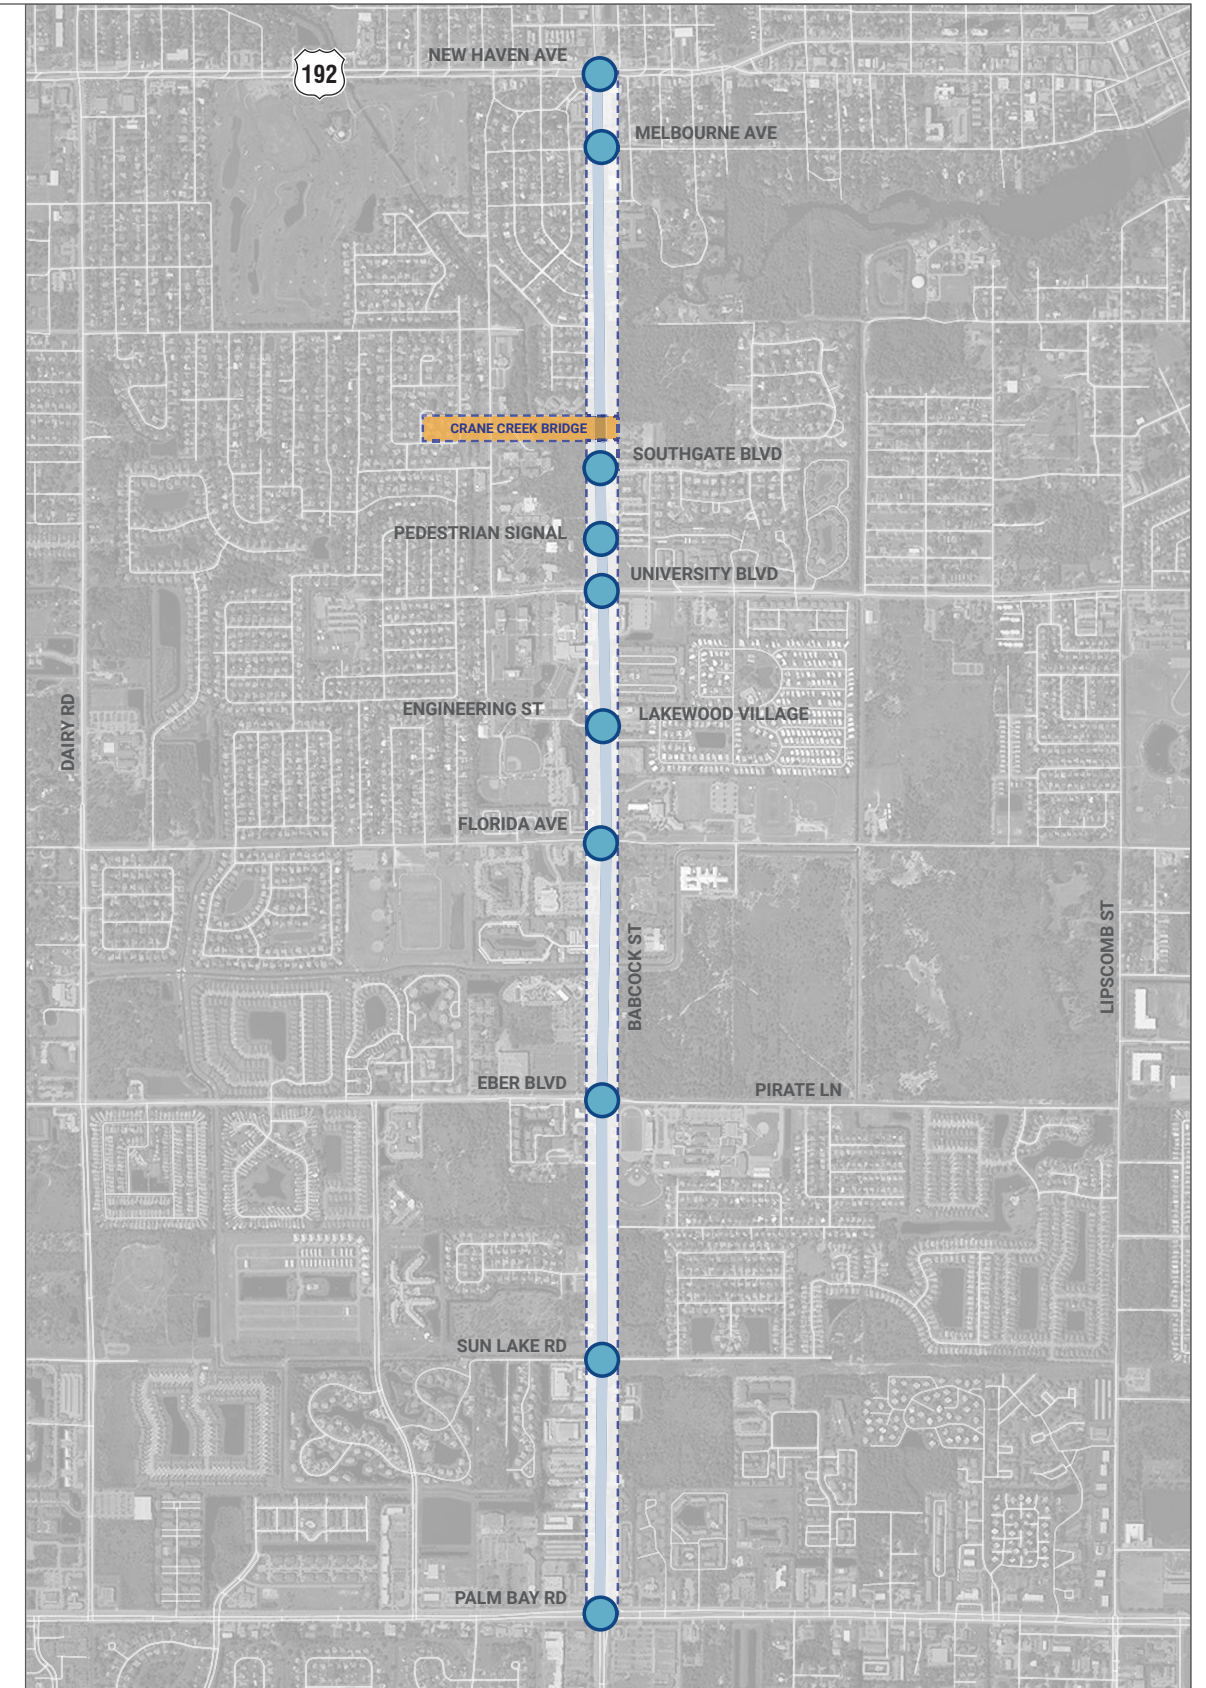 NEW HAVEN AVE
192
MELBOURNE AVE
CRANE CREEK BRIDGE
SOUTHGATE BLVD
PEDESTRIAN SIGNAL
UNIVERSITY BLVD
DAIRY RD
ENGINEERING ST
LAKEWOOD VILLAGE
FLORIDA AVE
BABCOCK ST
LIPSCOMB ST
EBER BLVD
PIRATE LN
SUN LAKE RD
PALM BAY RD